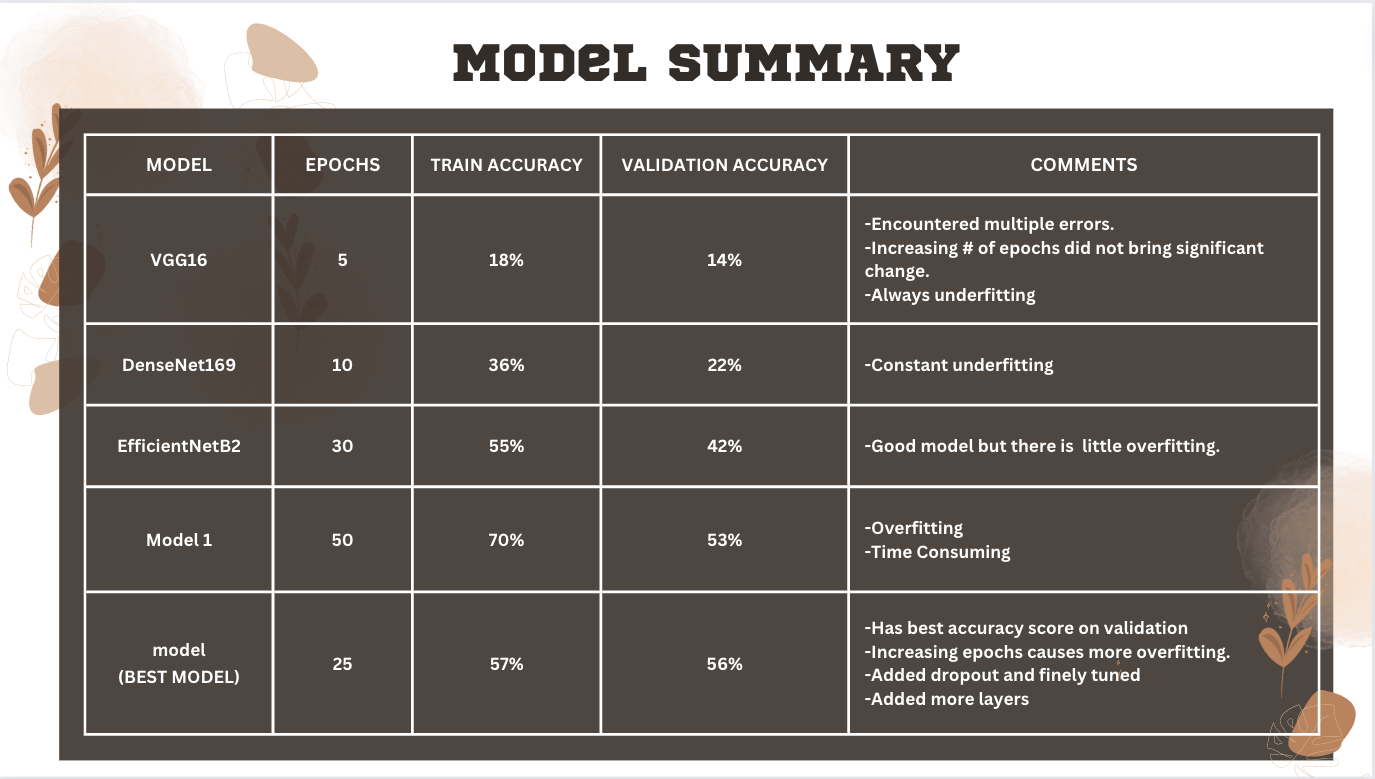 MODEL SUMMARY
MODEL
EPOCHS
TRAIN ACCURACY
VALIDATION ACCURACY
COMMENTS
VGG16
5
18%
14%
-Encountered multiple errors.
-Increasing # of epochs did not bring significant
change.
-Always underfitting
DenseNet169
10
36%
22%
-Constant underfitting
EfficientNetB2
30
55%
42%
-Good model but there is  little overfitting.
Model 1
50
70%
53%
-Overfitting
-Time Consuming
model
(BEST MODEL)
25
57%
56%
-Has best accuracy score on validation
-Increasing epochs causes more overfitting.
-Added dropout and finely tuned
-Added more layers